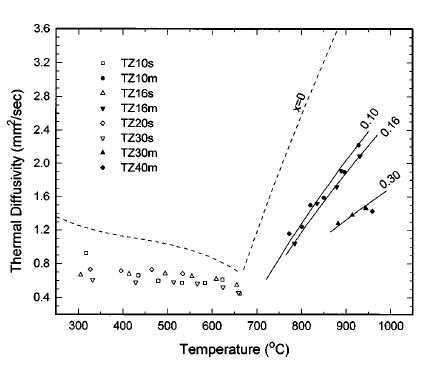 3.6
3.2
2.8
2.4
2.0
1.6
1.2
0.8
0.4
Thermal Diffusivity (mm²/sec)
TZ10s
TZ10m
TZ16s
TZ16m
TZ20s
TZ30s
TZ30m
TZ40m
x=0
0.10
0.16
0.30
300 400 500 600 700 800 900 1000
Temperature (°C)